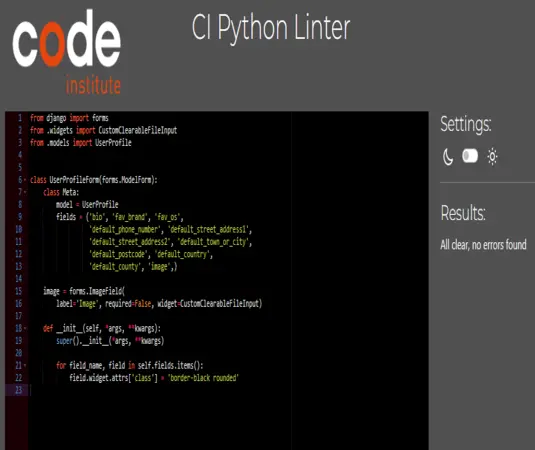 code
institute
CI Python Linter
1 from django import forms
2 from .widgets import CustomClearableFileInput
3 from .models import UserProfile
4
5
6 class UserProfileForm(forms.ModelForm):
7     class Meta:
8         model = UserProfile
9         fields = ('bio', 'fav_brand', 'fav_os',
10                   'default_phone_number', 'default_street_address1',
11                   'default_street_address2', 'default_town_or_city',
12                   'default_postcode', 'default_country',
13                   'default_county', 'image',)
14
15     image = forms.ImageField(
16         label='Image', required=False, widget=CustomClearableFileInput)
17
18     def __init__(self, *args, **kwargs):
19         super().__init__(*args, **kwargs)
20
21         for field_name, field in self.fields.items():
22             field.widget.attrs['class'] = 'border-black rounded'
23
Settings:
Results:
All clear, no errors found